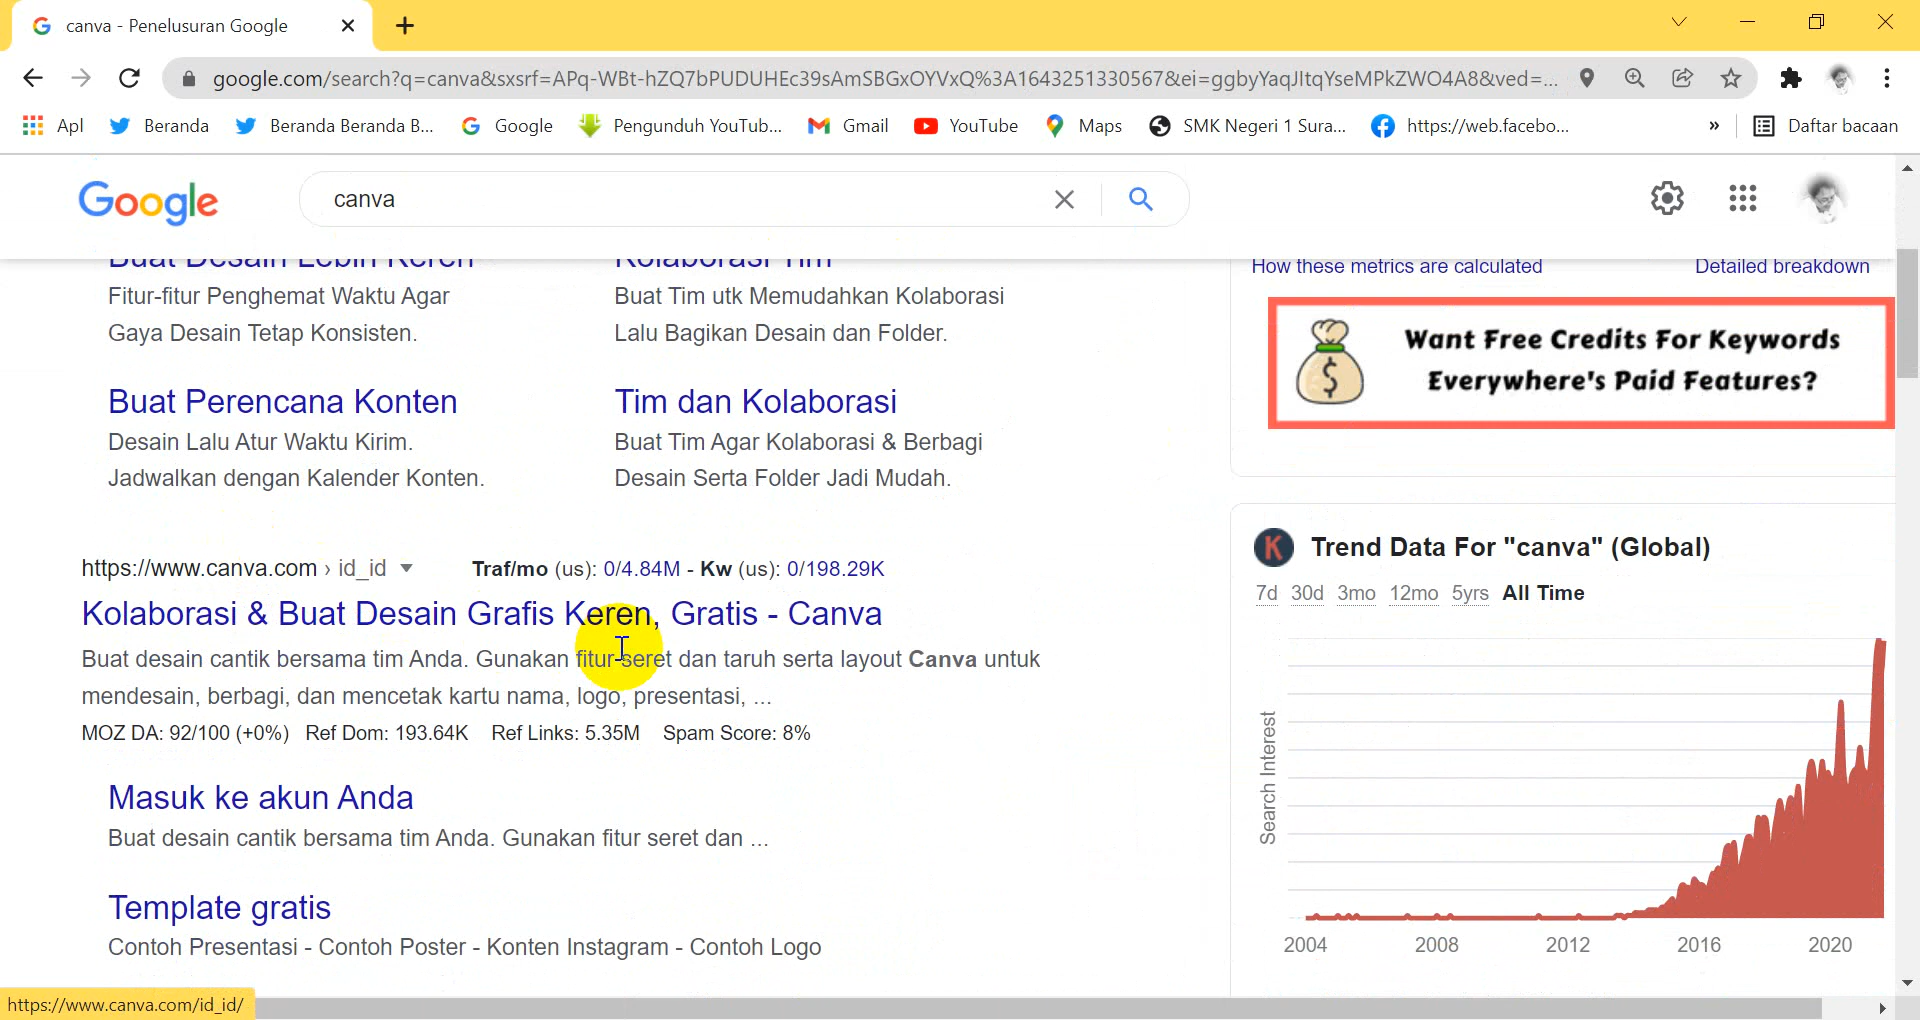 canva - Penelusuran Google
google.com/search?q=canva&sxsrf=APq-WBt-hZQ7bPUDUHEc39sAmSBGxOYVxQ%3A1643251330567&ei=ggbyYaqJItqYseMPkZWO4A8&ved=...
Apl Beranda Beranda Beranda B... Google Pengunduh YouTub... Gmail YouTube Maps SMK Negeri 1 Sura... https://web.facebo... » Daftar bacaan
Google canva
Buat Desain Lebih Keren Kolaborasi Tim
How these metrics are calculated Detailed breakdown
Fitur-fitur Penghemat Waktu Agar
Gaya Desain Tetap Konsisten.
Buat Tim utk Memudahkan Kolaborasi
Lalu Bagikan Desain dan Folder.
Want Free Credits For Keywords
Everywhere's Paid Features?
Buat Perencana Konten
Desain Lalu Atur Waktu Kirim.
Jadwalkan dengan Kalender Konten.
Tim dan Kolaborasi
Buat Tim Agar Kolaborasi & Berbagi
Desain Serta Folder Jadi Mudah.
https://www.canva.com › id_id Traf/mo (us): 0/4.84M - Kw (us): 0/198.29K
Kolaborasi & Buat Desain Grafis Keren, Gratis - Canva
Buat desain cantik bersama tim Anda. Gunakan fitur seret dan taruh serta layout Canva untuk
mendesain, berbagi, dan mencetak kartu nama, logo, presentasi, ...
MOZ DA: 92/100 (+0%) Ref Dom: 193.64K Ref Links: 5.35M Spam Score: 8%
Masuk ke akun Anda
Buat desain cantik bersama tim Anda. Gunakan fitur seret dan ...
Template gratis
Contoh Presentasi - Contoh Poster - Konten Instagram - Contoh Logo
K Trend Data For "canva" (Global)
7d 30d 3mo 12mo 5yrs All Time
Search Interest
2004 2008 2012 2016 2020
https://www.canva.com/id_id/